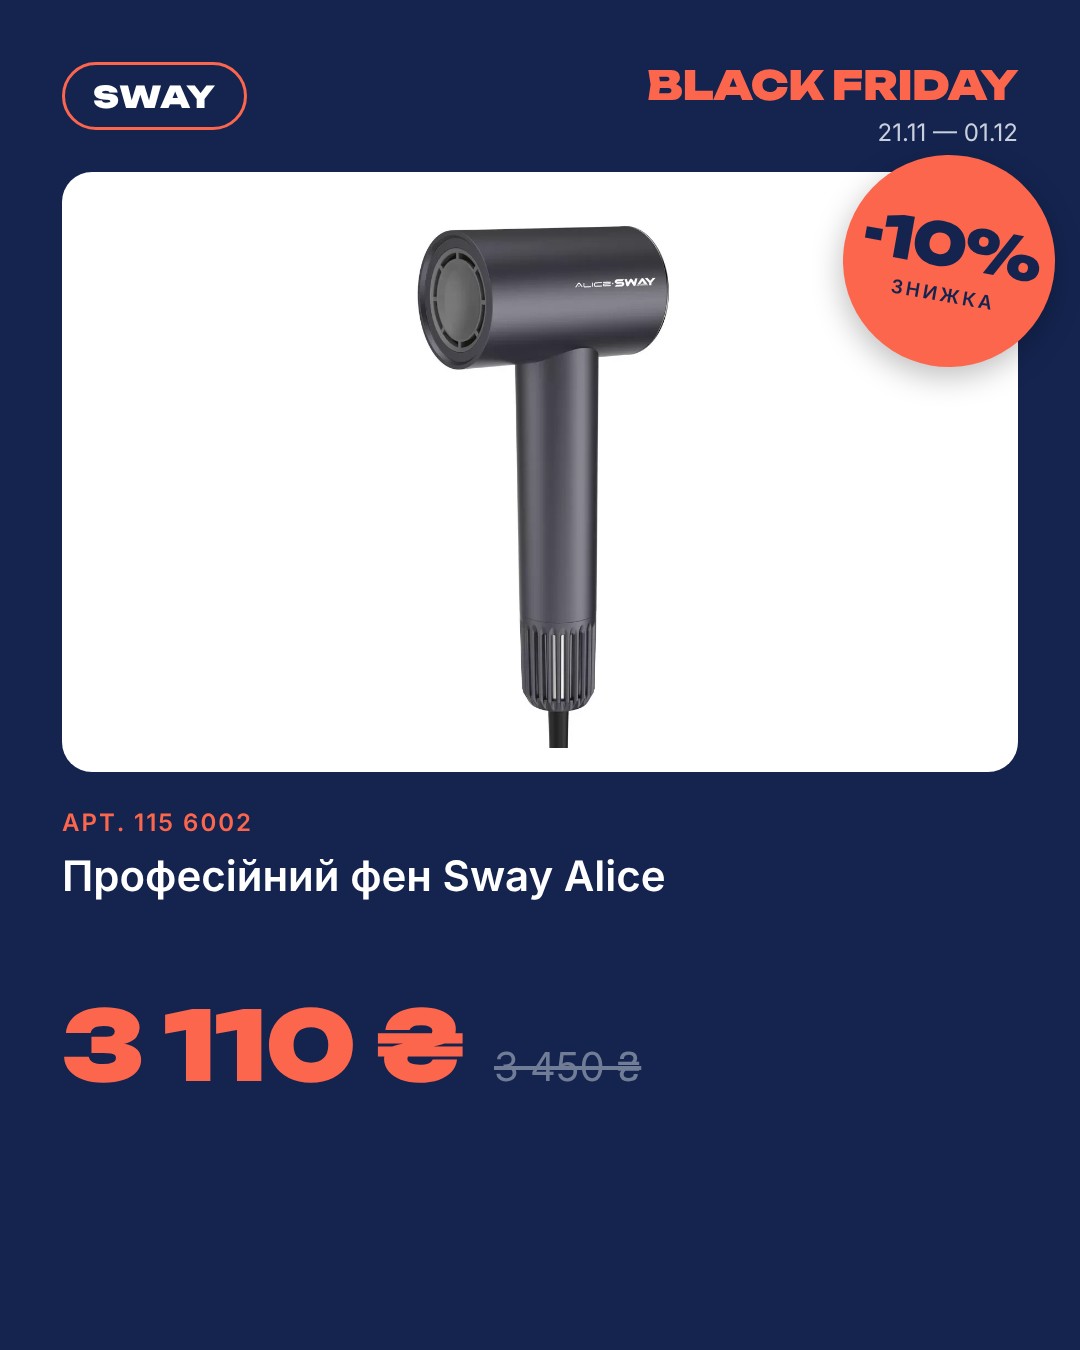 SWAY
BLACK FRIDAY
21.11 — 01.12
-10%
ЗНИЖКА
ALICE·SWAY
АРТ. 115 6002
Професійний фен Sway Alice
3 110 ₴ 3 450 ₴